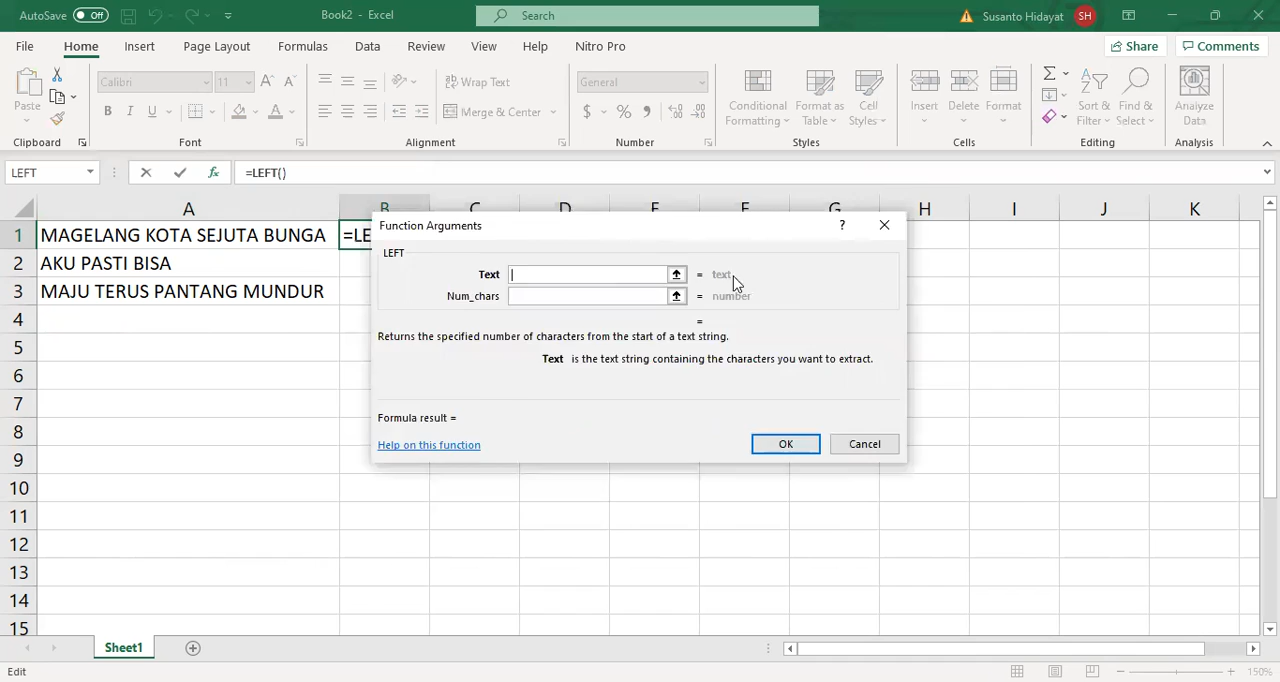 AutoSave Off Book2 - Excel Search Susanto Hidayat SH
File Home Insert Page Layout Formulas Data Review View Help Nitro Pro Share Comments
Paste Calibri 11 A A Wrap Text General Conditional Formatting Format as Table Cell Styles Insert Delete Format Sort & Filter Find & Select Analyze Data
B I U A Merge & Center $ %
Clipboard Font Alignment Number Styles Cells Editing Analysis
LEFT fx =LEFT()
A B C D E F G H I J K
1 MAGELANG KOTA SEJUTA BUNGA =LE
2 AKU PASTI BISA
3 MAJU TERUS PANTANG MUNDUR
4
5
6
7
8
9
10
11
12
13
14
15
Function Arguments ?
LEFT
Text = text
Num_chars = number
=
Returns the specified number of characters from the start of a text string.
Text is the text string containing the characters you want to extract.
Formula result =
Help on this function OK Cancel
Sheet1
Edit 150%